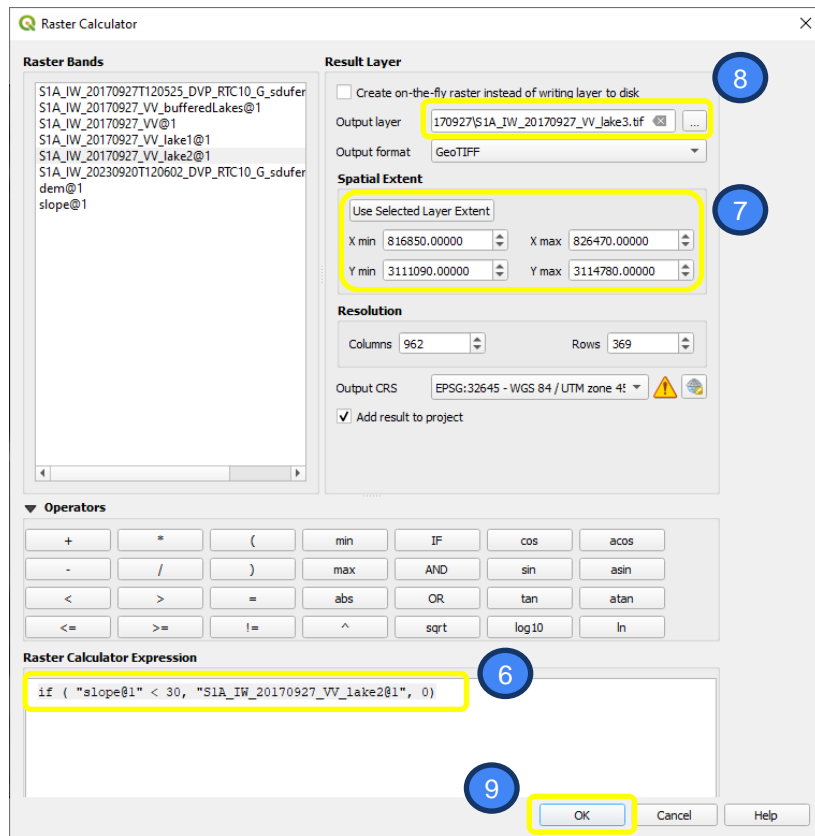 Raster Calculator
Raster Bands
S1A_IW_20170927T120525_DVP_RTC10_G_sdufer
S1A_IW_20170927_VV_bufferedLakes@1
S1A_IW_20170927_VV@1
S1A_IW_20170927_VV_lake1@1
S1A_IW_20170927_VV_lake2@1
S1A_IW_20230920T120602_DVP_RTC10_G_sdufer
dem@1
slope@1
Result Layer
8
Create on-the-fly raster instead of writing layer to disk
Output layer 170927\S1A_IW_20170927_VV_lake3.tif ...
Output format GeoTIFF
Spatial Extent
7
Use Selected Layer Extent
X min 816850.00000 X max 826470.00000
Y min 3111090.00000 Y max 3114780.00000
Resolution
Columns 962 Rows 369
Output CRS EPSG:32645 - WGS 84 / UTM zone 45
Add result to project
Operators
+ * ( min IF cos acos
- / ) max AND sin asin
< > = abs OR tan atan
<= >= != ^ sqrt log10 ln
Raster Calculator Expression
6
if ( "slope@1" < 30, "S1A_IW_20170927_VV_lake2@1", 0)
9
OK Cancel Help